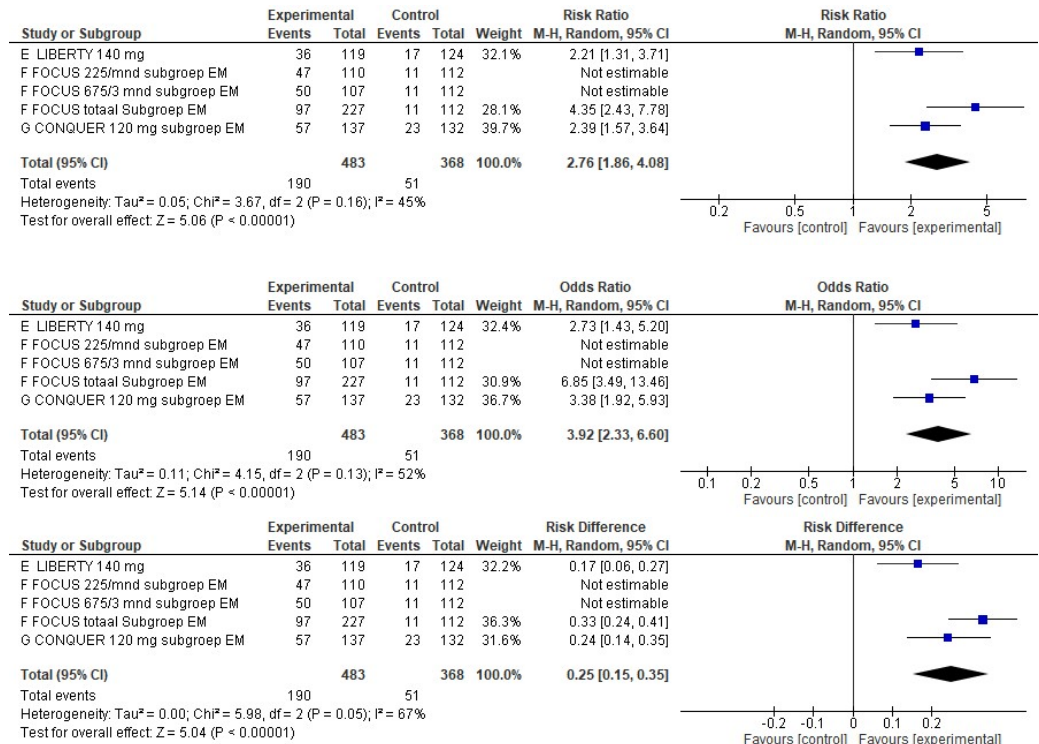 Experimental Control Risk Ratio Risk Ratio
Study or Subgroup Events Total Events Total Weight M-H, Random, 95% CI M-H, Random, 95% CI
E LIBERTY 140 mg 36 119 17 124 32.1% 2.21 [1.31, 3.71]
F FOCUS 225/mnd subgroep EM 47 110 11 112 Not estimable
F FOCUS 675/3 mnd subgroep EM 50 107 11 112 Not estimable
F FOCUS totaal Subgroep EM 97 227 11 112 28.1% 4.35 [2.43, 7.78]
G CONQUER 120 mg subgroep EM 57 137 23 132 39.7% 2.39 [1.57, 3.64]
Total (95% CI) 483 368 100.0% 2.76 [1.86, 4.08]
Total events 190 51
Heterogeneity: Tau² = 0.05; Chi² = 3.67, df = 2 (P = 0.16); I² = 45%
Test for overall effect: Z = 5.06 (P < 0.00001)
0.2 0.5 1 2 5
Favours [control] Favours [experimental]
Experimental Control Odds Ratio Odds Ratio
Study or Subgroup Events Total Events Total Weight M-H, Random, 95% CI M-H, Random, 95% CI
E LIBERTY 140 mg 36 119 17 124 32.4% 2.73 [1.43, 5.20]
F FOCUS 225/mnd subgroep EM 47 110 11 112 Not estimable
F FOCUS 675/3 mnd subgroep EM 50 107 11 112 Not estimable
F FOCUS totaal Subgroep EM 97 227 11 112 30.9% 6.85 [3.49, 13.46]
G CONQUER 120 mg subgroep EM 57 137 23 132 36.7% 3.38 [1.92, 5.93]
Total (95% CI) 483 368 100.0% 3.92 [2.33, 6.60]
Total events 190 51
Heterogeneity: Tau² = 0.11; Chi² = 4.15, df = 2 (P = 0.13); I² = 52%
Test for overall effect: Z = 5.14 (P < 0.00001)
0.1 0.2 0.5 1 2 5 10
Favours [control] Favours [experimental]
Experimental Control Risk Difference Risk Difference
Study or Subgroup Events Total Events Total Weight M-H, Random, 95% CI M-H, Random, 95% CI
E LIBERTY 140 mg 36 119 17 124 32.2% 0.17 [0.06, 0.27]
F FOCUS 225/mnd subgroep EM 47 110 11 112 Not estimable
F FOCUS 675/3 mnd subgroep EM 50 107 11 112 Not estimable
F FOCUS totaal Subgroep EM 97 227 11 112 36.3% 0.33 [0.24, 0.41]
G CONQUER 120 mg subgroep EM 57 137 23 132 31.6% 0.24 [0.14, 0.35]
Total (95% CI) 483 368 100.0% 0.25 [0.15, 0.35]
Total events 190 51
Heterogeneity: Tau² = 0.00; Chi² = 5.98, df = 2 (P = 0.05); I² = 67%
Test for overall effect: Z = 5.04 (P < 0.00001)
-0.2 -0.1 0 0.1 0.2
Favours [control] Favours [experimental]